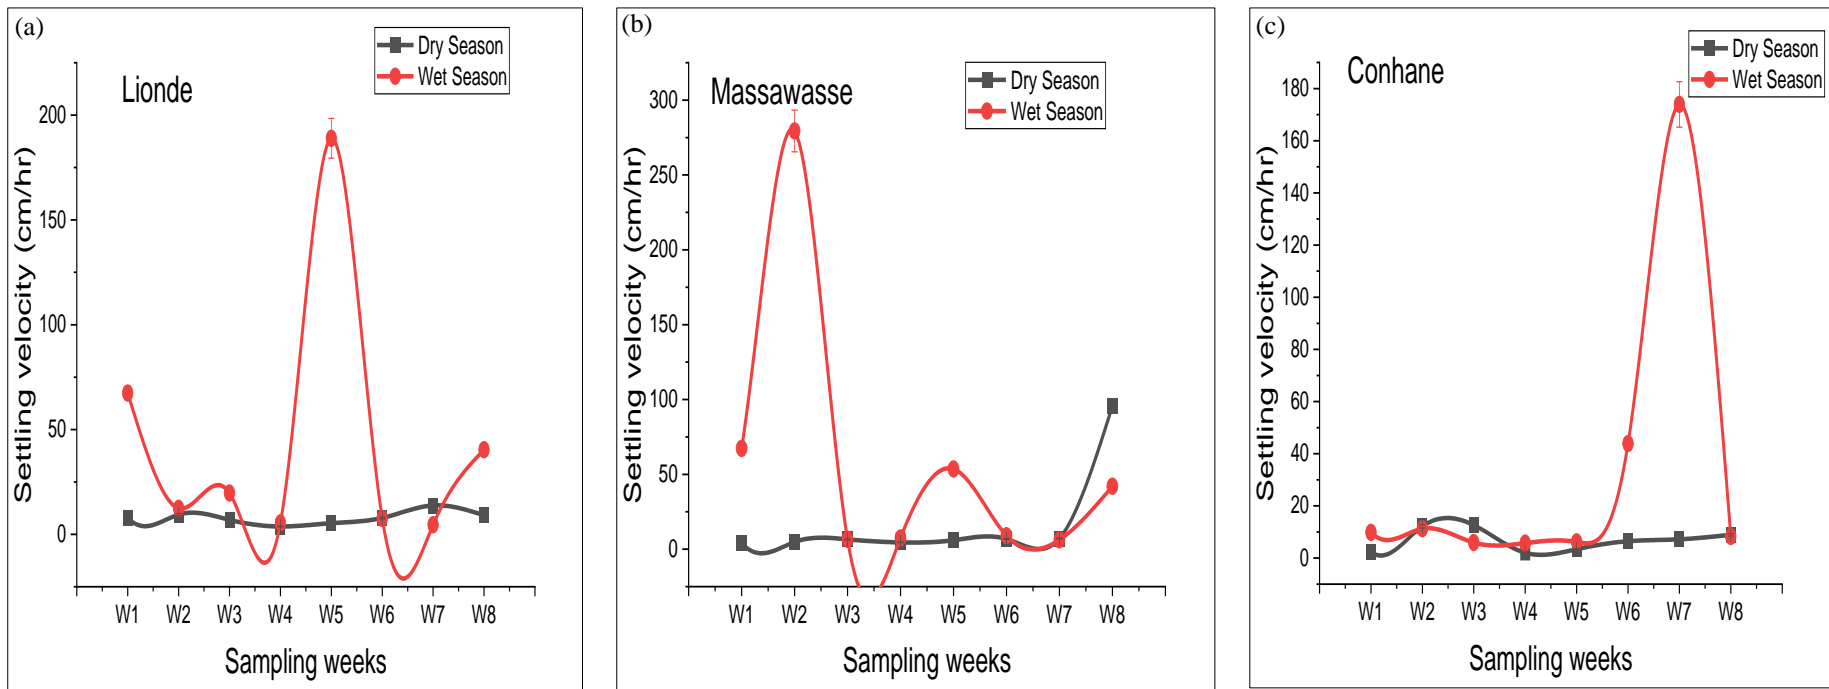 (a)
Dry Season
Wet Season
Lionde
Settling velocity (cm/hr)
200
150
100
50
0
W1 W2 W3 W4 W5 W6 W7 W8
Sampling weeks
(b)
Dry Season
Wet Season
Massawasse
Settling velocity (cm/hr)
300
250
200
150
100
50
0
W1 W2 W3 W4 W5 W6 W7 W8
Sampling weeks
(c)
Dry Season
Wet Season
Conhane
Settling velocity (cm/hr)
180
160
140
120
100
80
60
40
20
0
W1 W2 W3 W4 W5 W6 W7 W8
Sampling weeks